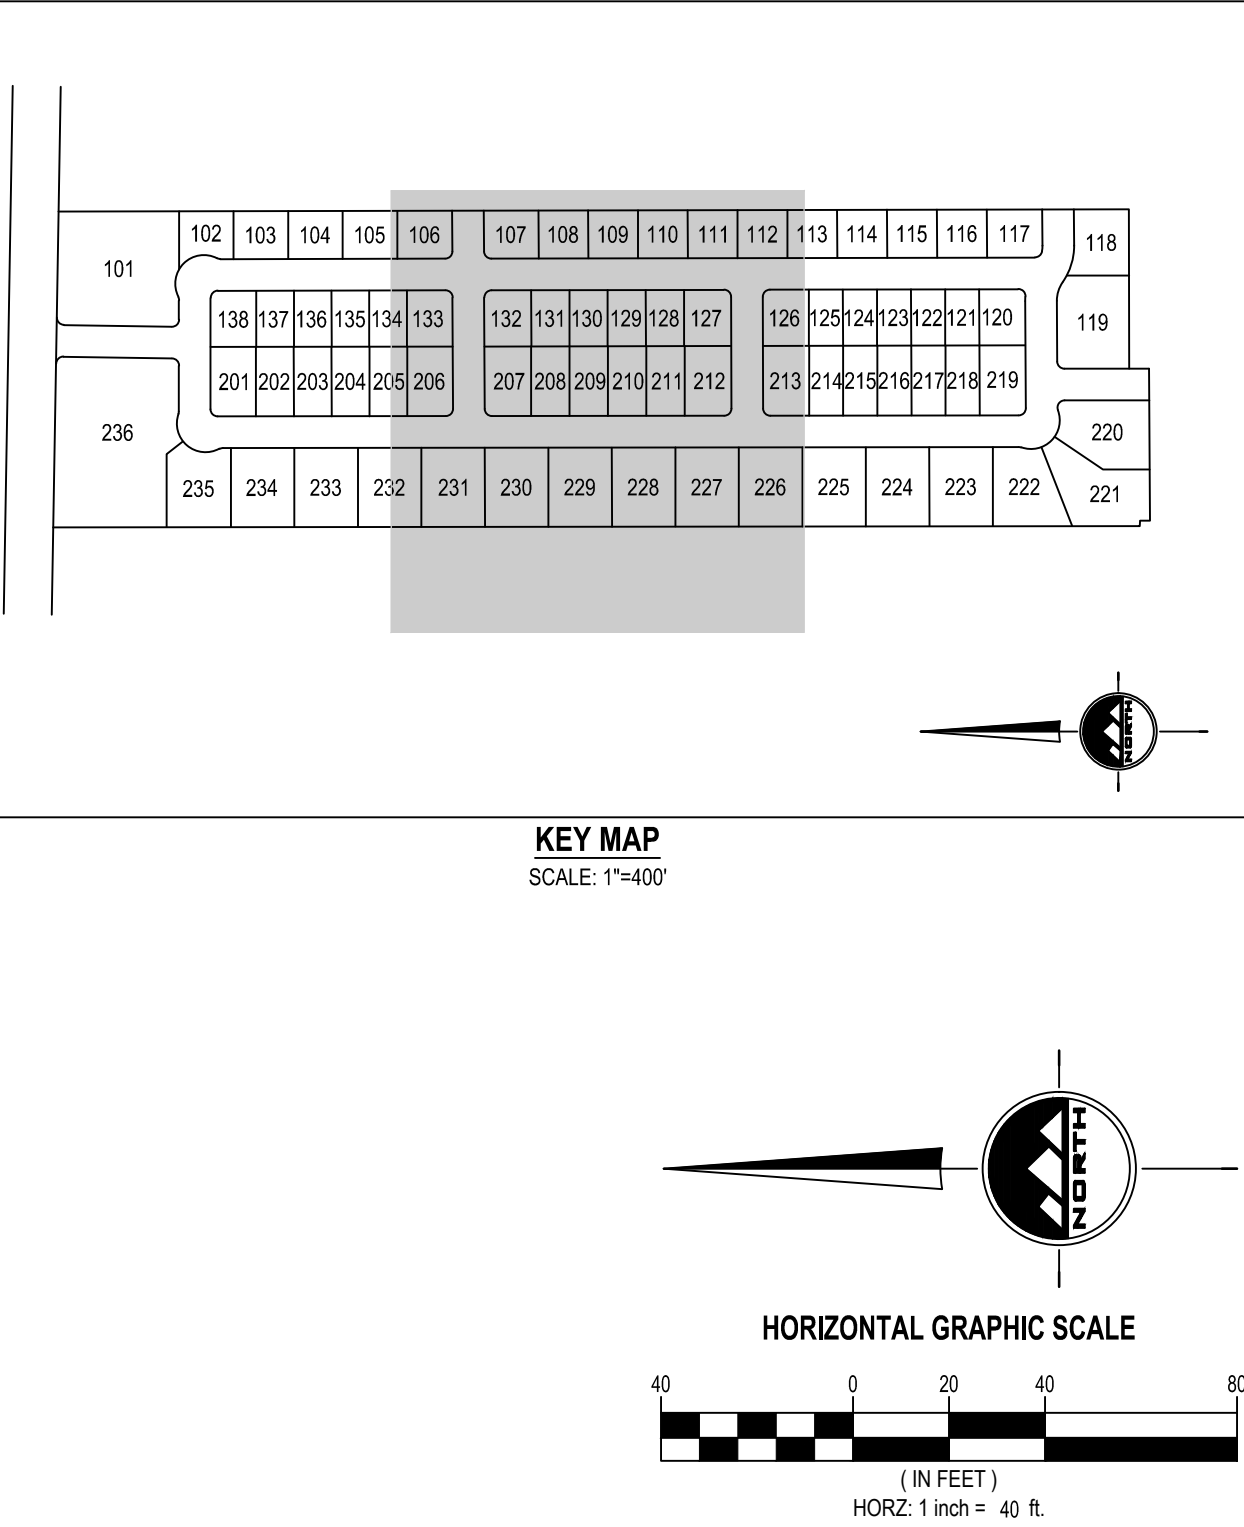 102 103 104 105 106 107 108 109 110 111 112 113 114 115 116 117 118
101
138 137 136 135 134 133 132 131 130 129 128 127 126 125 124 123 122 121 120 119
201 202 203 204 205 206 207 208 209 210 211 212 213 214 215 216 217 218 219
236 220
235 234 233 232 231 230 229 228 227 226 225 224 223 222 221
NORTH
KEY MAP
SCALE: 1"=400'
NORTH
HORIZONTAL GRAPHIC SCALE
40 0 20 40 80
( IN FEET )
HORZ: 1 inch = 40 ft.